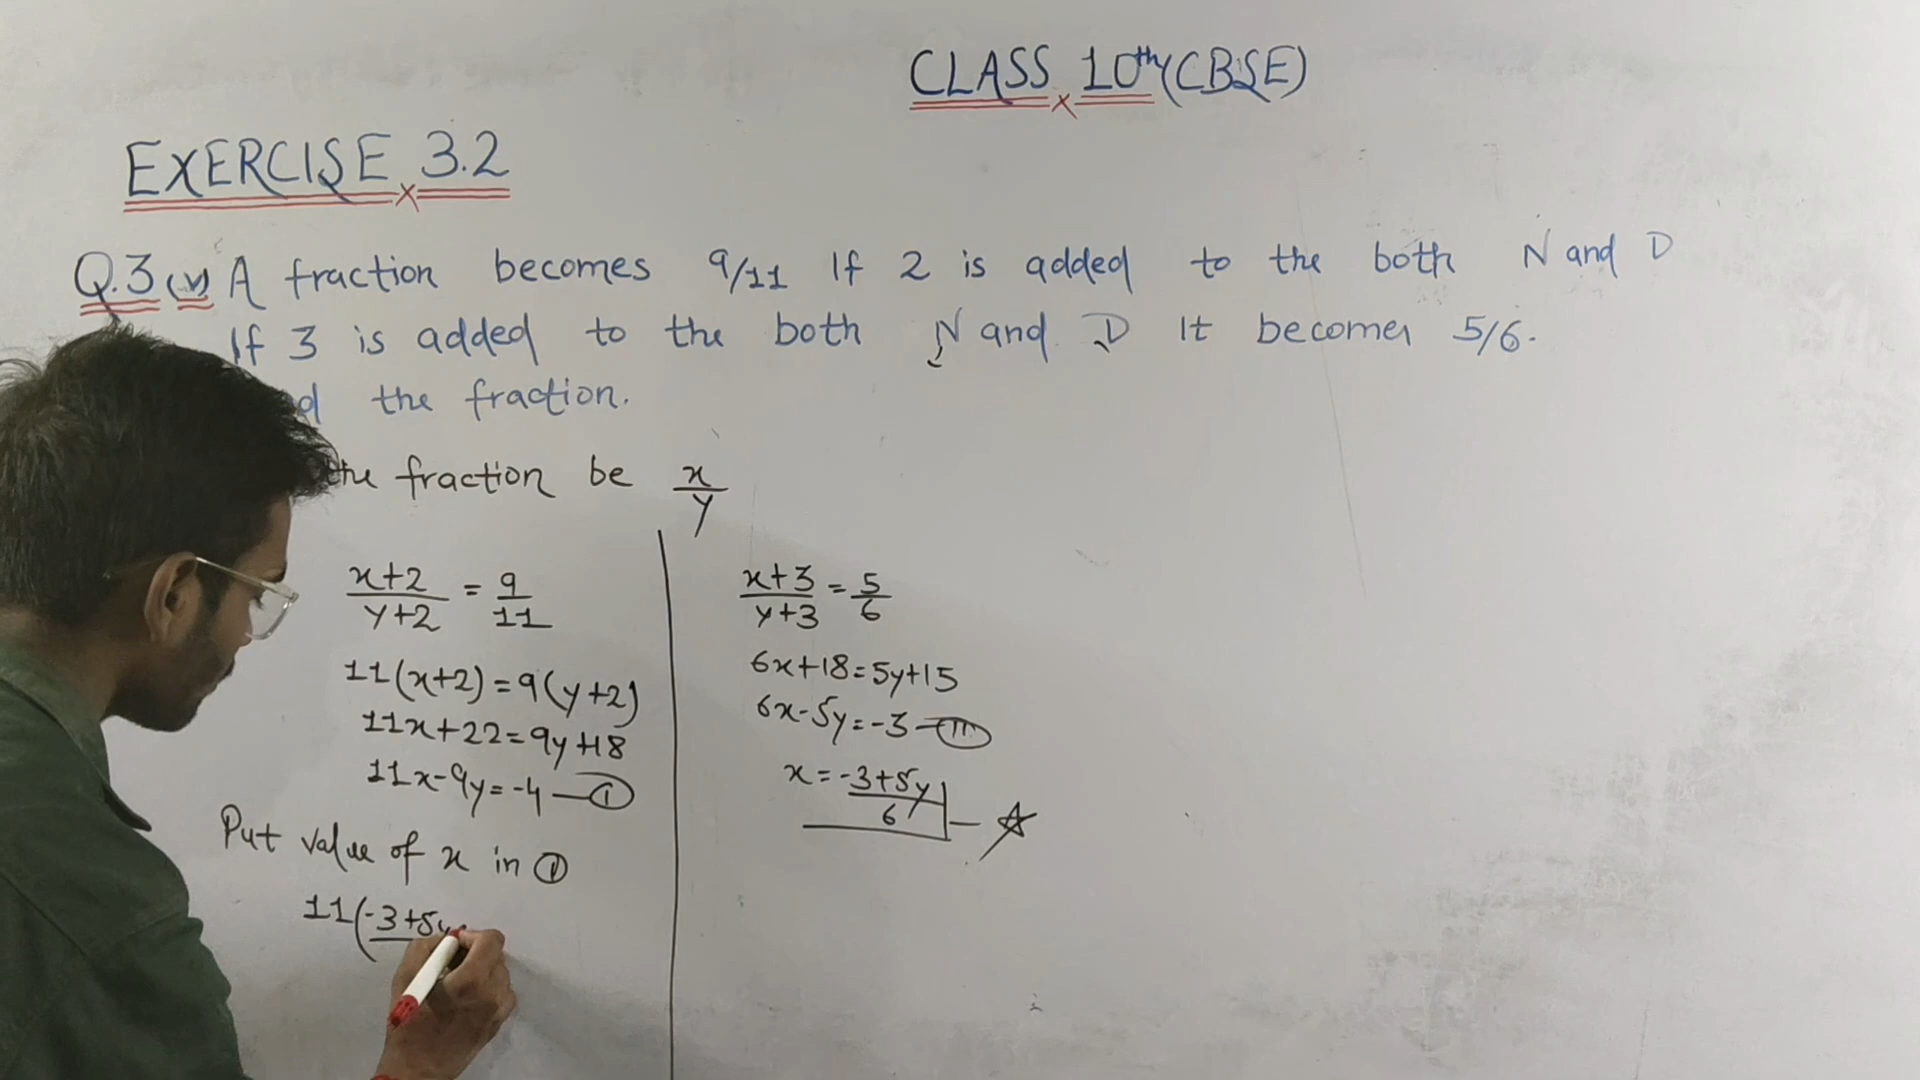 CLASS 10th (CBSE)
EXERCISE 3.2
Q.3 (v) A fraction becomes 9/11 If 2 is added to the both N and D
If 3 is added to the both N and D It becomes 5/6.
the fraction.
the fraction be x/y
(x+2)/(y+2) = 9/11
11(x+2)=9(y+2)
11x+22=9y+18
11x-9y=-4 — ①
Put value of x in ①
11(-3+5y
(x+3)/(y+3) = 5/6
6x+18=5y+15
6x-5y=-3 —
x = (-3+5y)/6 — ☆